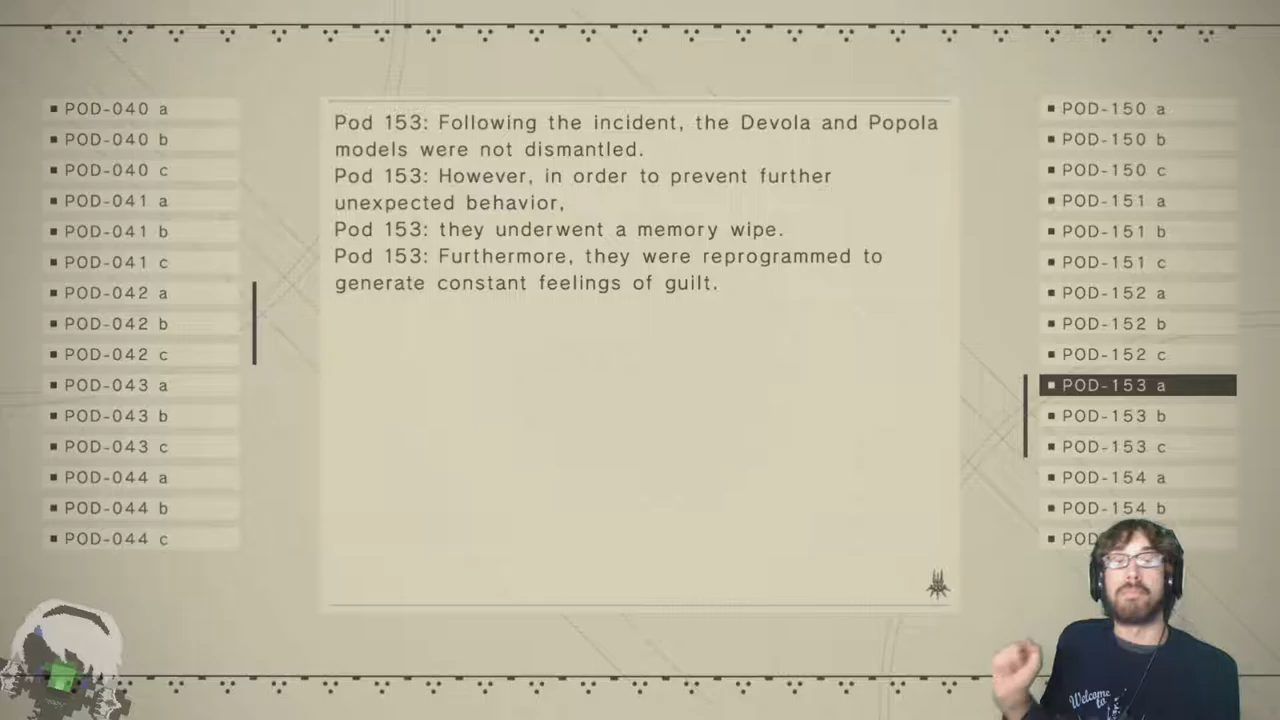 POD-040 a
POD-040 b
POD-040 c
POD-041 a
POD-041 b
POD-041 c
POD-042 a
POD-042 b
POD-042 c
POD-043 a
POD-043 b
POD-043 c
POD-044 a
POD-044 b
POD-044 c
Pod 153: Following the incident, the Devola and Popola
models were not dismantled.
Pod 153: However, in order to prevent further
unexpected behavior,
Pod 153: they underwent a memory wipe.
Pod 153: Furthermore, they were reprogrammed to
generate constant feelings of guilt.
POD-150 a
POD-150 b
POD-150 c
POD-151 a
POD-151 b
POD-151 c
POD-152 a
POD-152 b
POD-152 c
POD-153 a
POD-153 b
POD-153 c
POD-154 a
POD-154 b
POD
Welcome
to